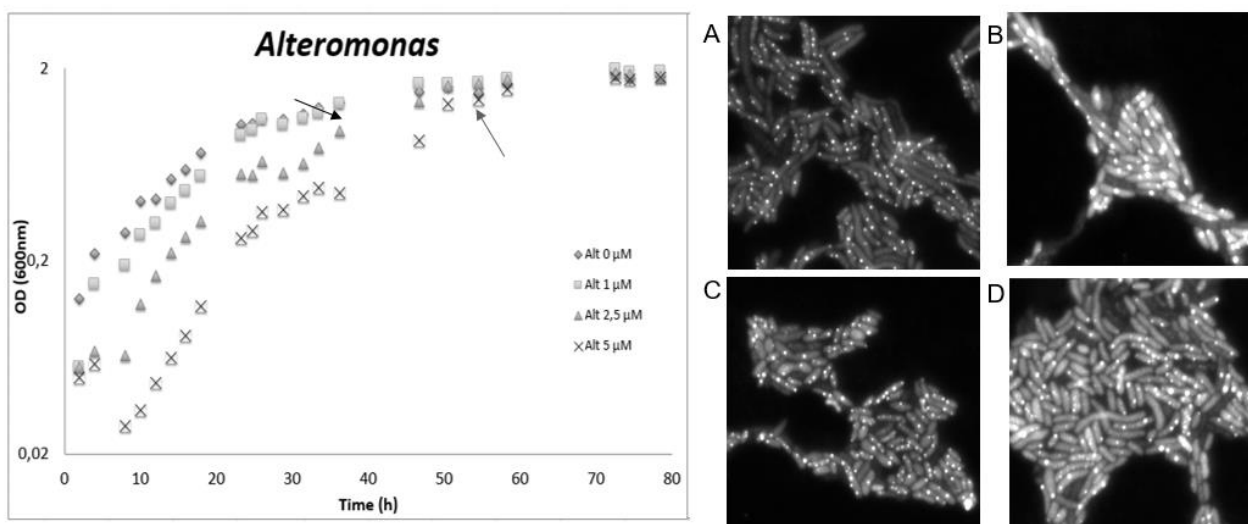 Alteromonas
2
0,2
0,02
OD (600nm)
0 10 20 30 40 50 60 70 80
Time (h)
Alt 0 µM
Alt 1 µM
Alt 2,5 µM
Alt 5 µM
A
B
C
D